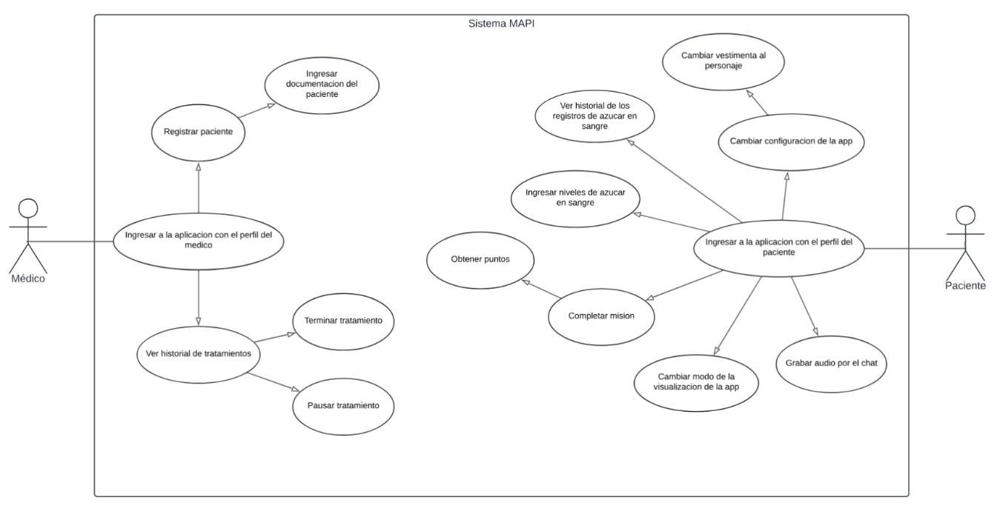 Sistema MAPI
Ingresar
documentacion del
paciente
Registrar paciente
Ingresar a la aplicacion con el perfil del
medico
Médico
Ver historial de tratamientos
Terminar tratamiento
Pausar tratamiento
Cambiar vestimenta al
personaje
Ver historial de los
registros de azucar en
sangre
Cambiar configuracion de la app
Ingresar niveles de azucar
en sangre
Ingresar a la aplicacion con el perfil del
paciente
Paciente
Obtener puntos
Completar mision
Cambiar modo de la
visualizacion de la app
Grabar audio por el chat